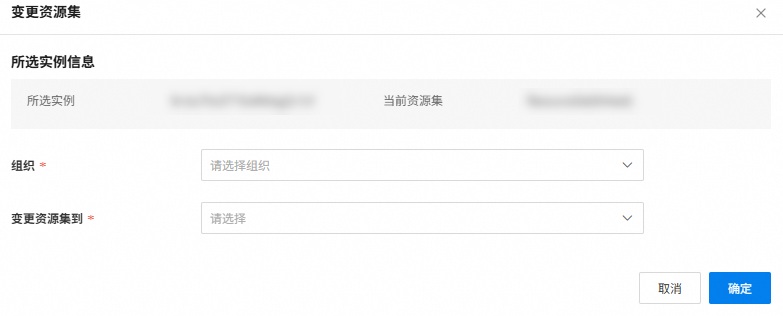 变更资源集
所选实例信息
所选实例 当前资源集
组织 * 请选择组织
变更资源集到 * 请选择
取消 确定